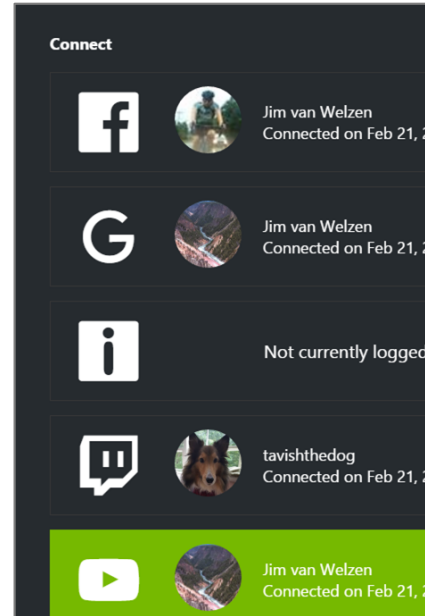 Connect
Jim van Welzen
Connected on Feb 21,
Jim van Welzen
Connected on Feb 21,
Not currently logged
tavishthedog
Connected on Feb 21,
Jim van Welzen
Connected on Feb 21,